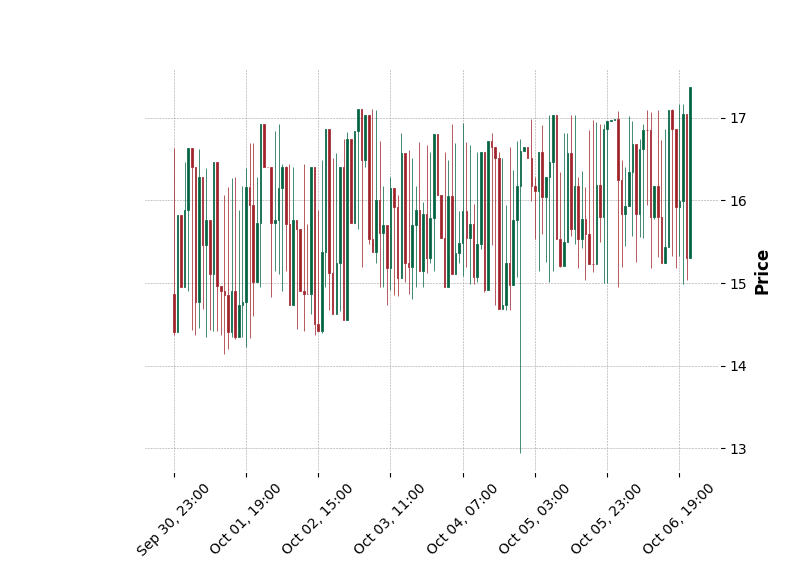 17
16
15
14
13
Price
Sep 30, 23:00
Oct 01, 19:00
Oct 02, 15:00
Oct 03, 11:00
Oct 04, 07:00
Oct 05, 03:00
Oct 05, 23:00
Oct 06, 19:00